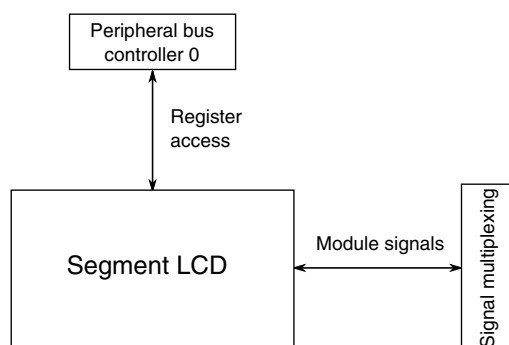 Peripheral bus
controller 0
Register
access
Segment LCD
Module signals
Signal multiplexing